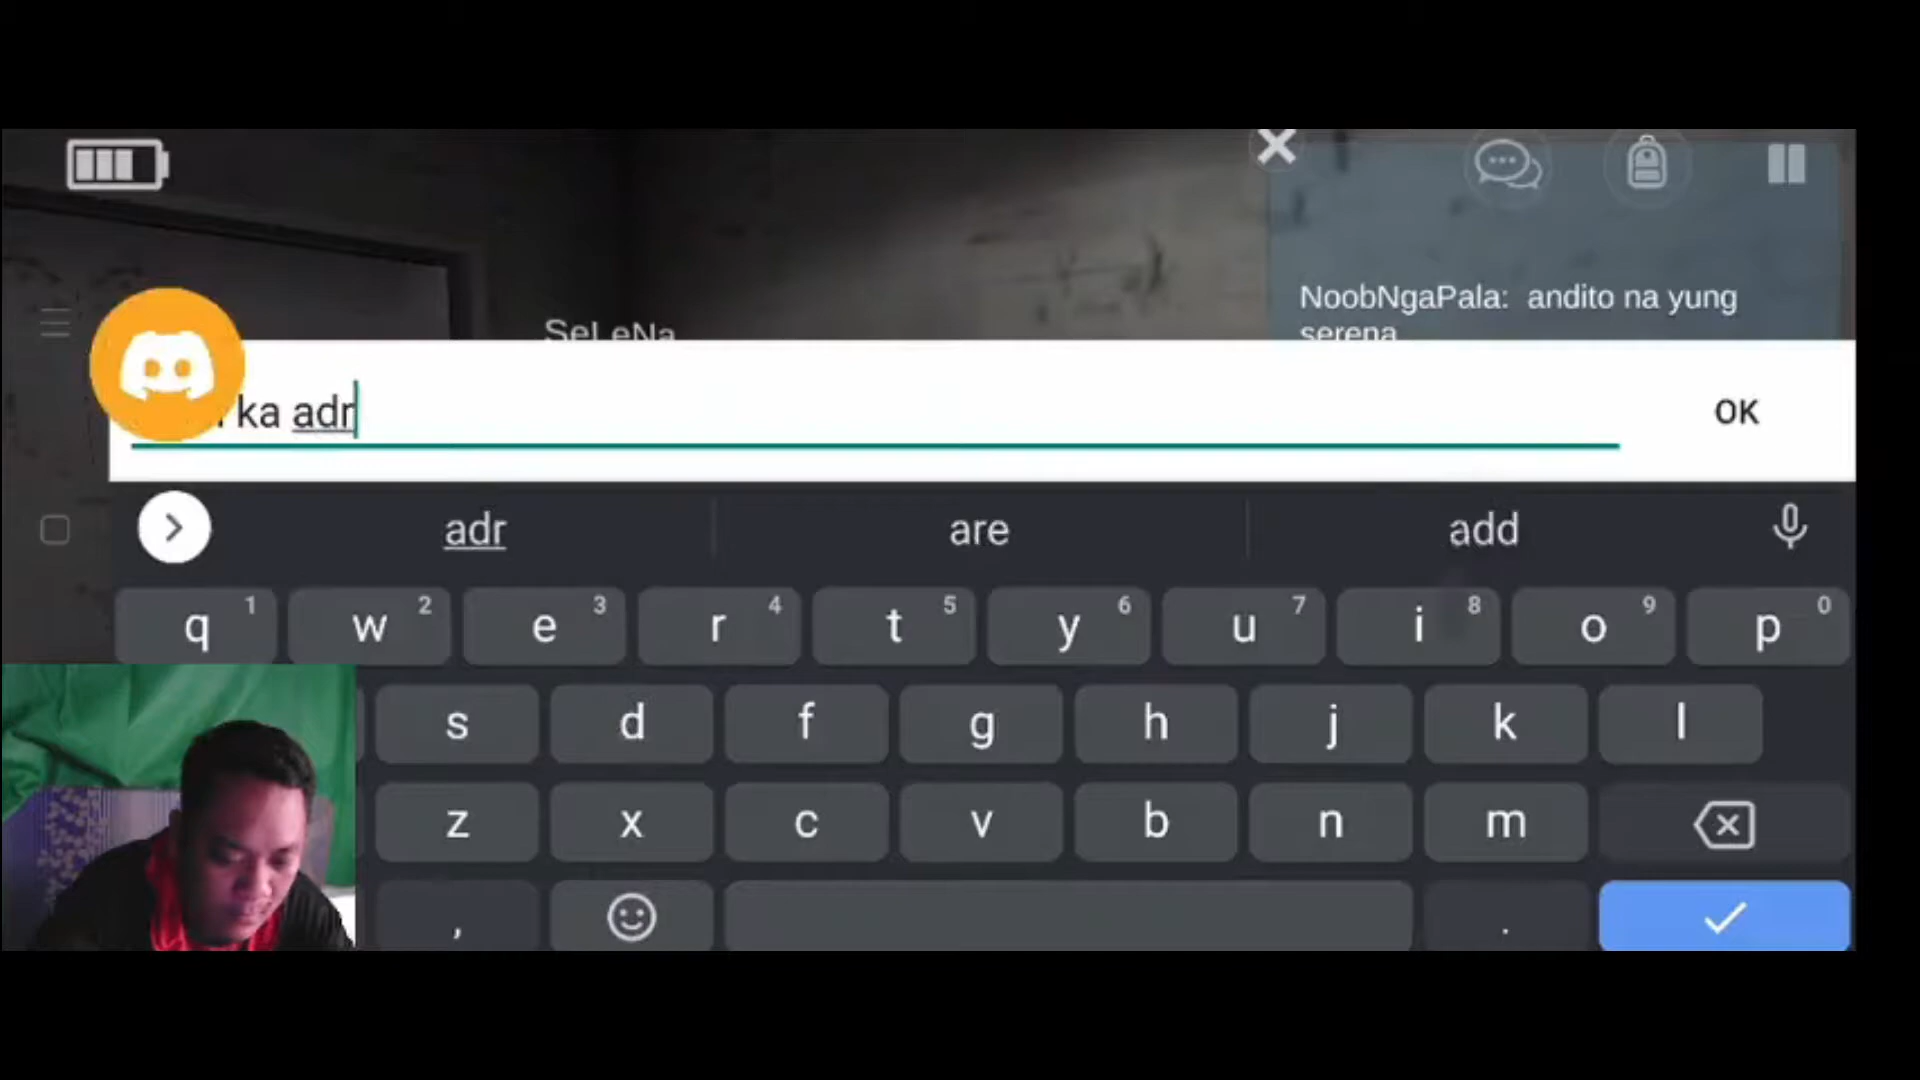 NoobNgaPala: andito na yung
serena
SeLeNa
ka adr
OK
adr are add
q 1 w 2 e 3 r 4 t 5 y 6 u 7 i 8 o 9 p 0
s d f g h j k l
z x c v b n m
, .